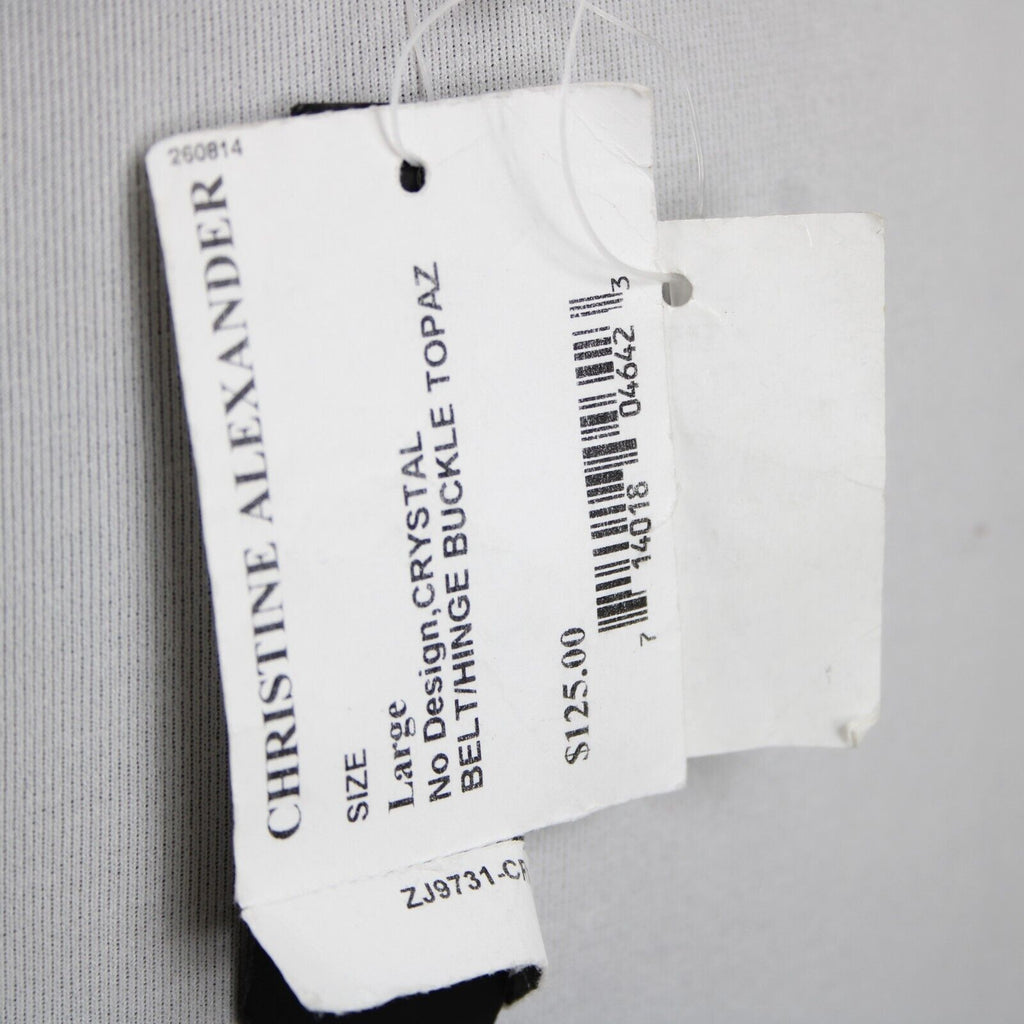 260814
CHRISTINE ALEXANDER
SIZE
Large
No Design,CRYSTAL
BELT/HINGE BUCKLE TOPAZ
$125.00
7 14018 04642 3
ZJ9731-CR